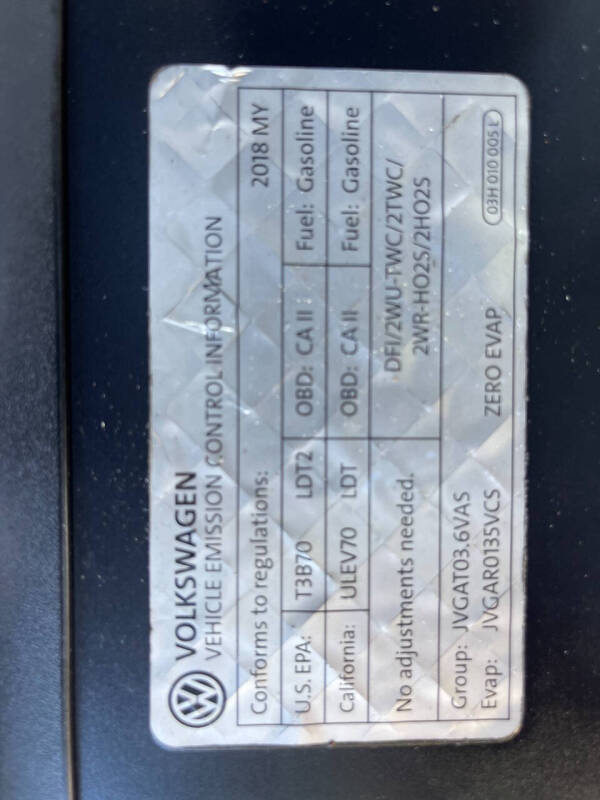 VOLKSWAGEN
VEHICLE EMISSION CONTROL INFORMATION
Conforms to regulations: 2018 MY
U.S. EPA: T3B70 LDT2 OBD: CA II Fuel: Gasoline
California: ULEV70 LDT OBD: CA II Fuel: Gasoline
No adjustments needed. DFI/2WU-TWC/2TWC/
2WR-HO2S/2HO2S
Group: JVGAT03.6VAS
Evap: JVGAR0135VCS ZERO EVAP 03H 010 005 L